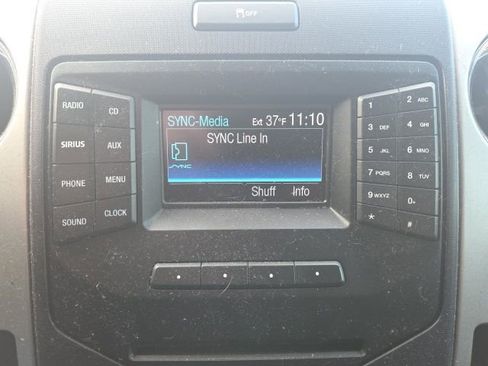 OFF
RADIO CD
SIRIUS AUX
PHONE MENU
SOUND CLOCK
SYNC-Media Ext 37°F 11:10
SYNC Line In
SYNC
Shuff Info
1 2 ABC
3 DEF 4 GHI
5 JKL 6 MNO
7 PQRS 8 TUV
9 WXYZ 0+
* #